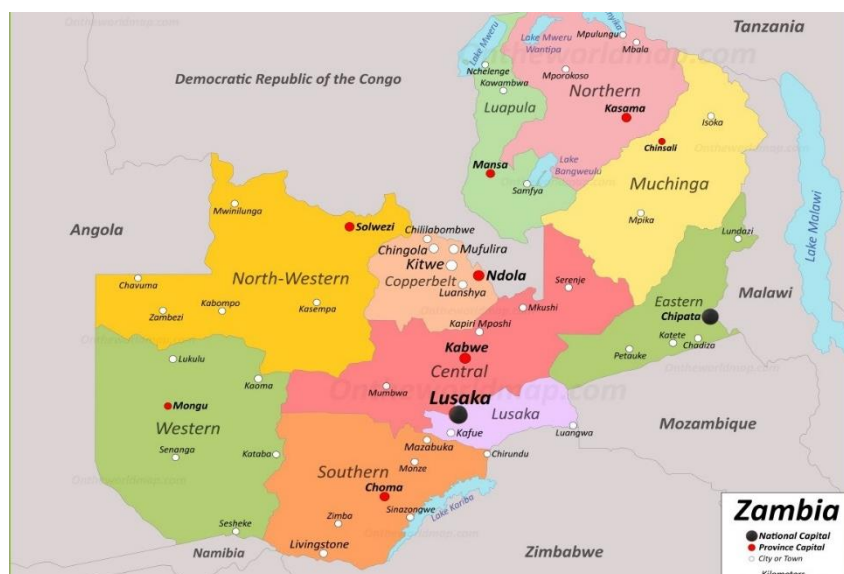 Tanzania
Lake Mweru
Lake Mweru
Wantipa
Mpulungu
Mbala
Nchelenge
Kawambwa
Mporokoso
Northern
Luapula
Kasama
Isoka
Chinsali
Democratic Republic of the Congo
Mansa
Lake
Bangweulu
Samfya
Muchinga
Mpika
Lake Malawi
Mwinilunga
Solwezi
Angola
Chililabombwe
Chingola
Mufulira
Kitwe
Ndola
Copperbelt
Luanshya
North-Western
Chavuma
Zambezi
Kabompo
Kasempa
Lundazi
Serenje
Mkushi
Kapiri Mposhi
Eastern
Chipata
Malawi
Katete
Chadiza
Petauke
Lukulu
Kaoma
Kabwe
Central
Mumbwa
Mongu
Western
Senanga
Kataba
Lusaka
Lusaka
Kafue
Luangwa
Mozambique
Mazabuka
Monze
Chirundu
Southern
Choma
Sinazongwe
Lake Kariba
Zimba
Livingstone
Sesheke
Namibia
Zimbabwe
Zambia
National Capital
Province Capital
City or Town
Kilometers
Ontheworldmap.com